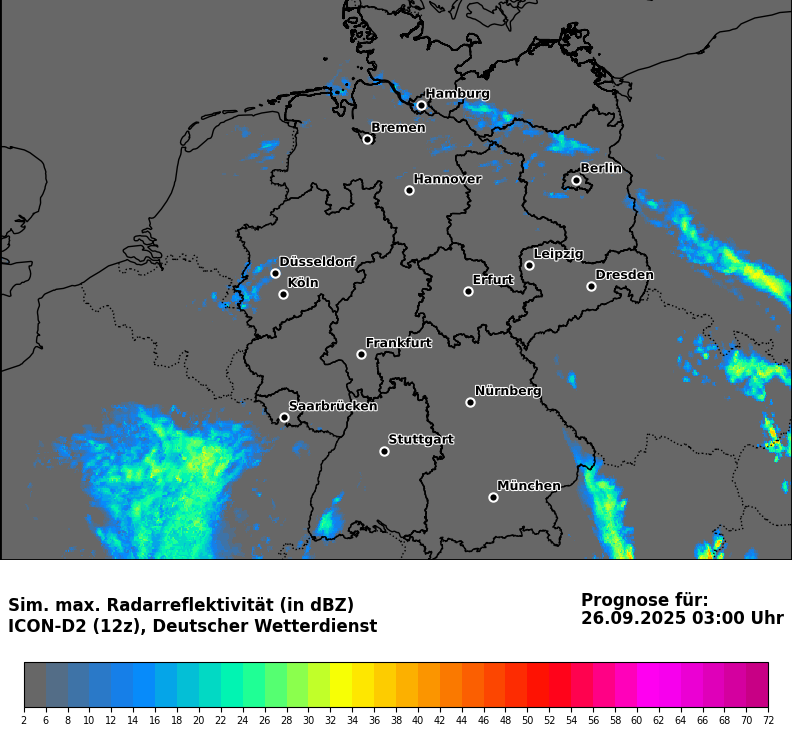 Hamburg
Bremen
Berlin
Hannover
Düsseldorf
Köln
Leipzig
Erfurt
Dresden
Frankfurt
Nürnberg
Saarbrücken
Stuttgart
München
Sim. max. Radarreflektivität (in dBZ)
ICON-D2 (12z), Deutscher Wetterdienst
Prognose für:
26.09.2025 03:00 Uhr
2 6 8 10 12 14 16 18 20 22 24 26 28 30 32 34 36 38 40 42 44 46 48 50 52 54 56 58 60 62 64 66 68 70 72